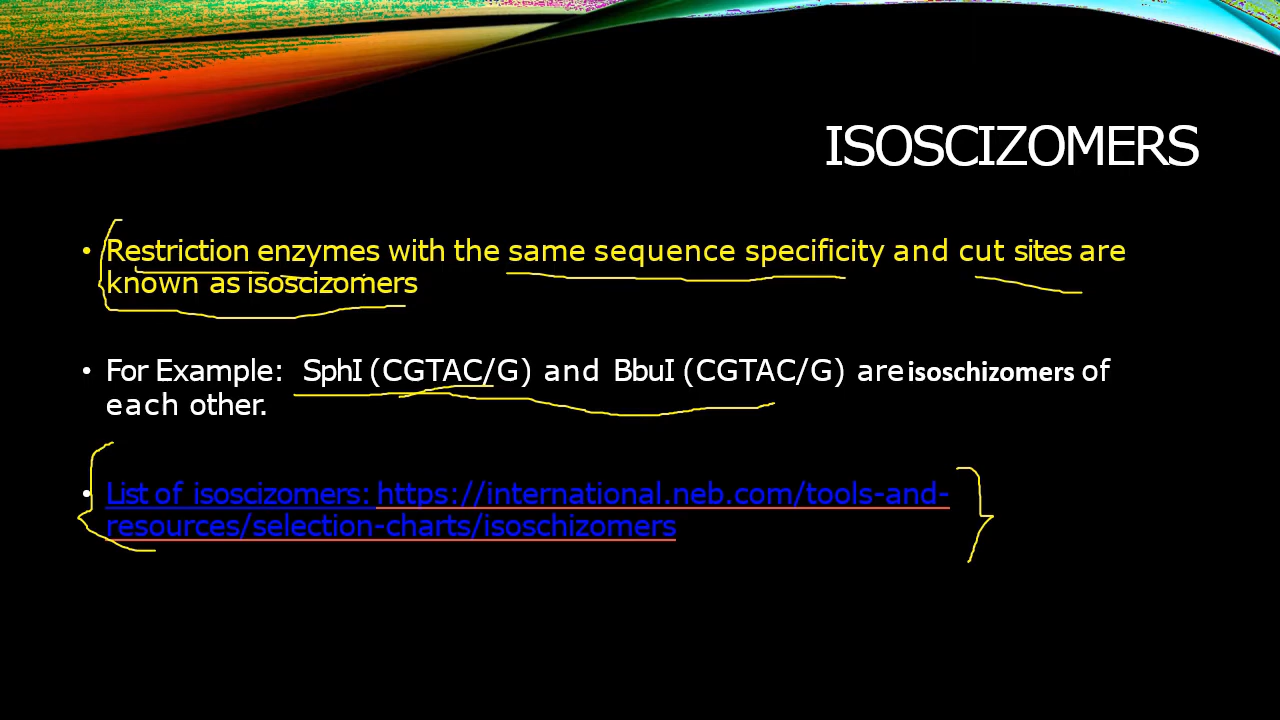 ISOSCIZOMERS
• Restriction enzymes with the same sequence specificity and cut sites are
known as isoscizomers
• For Example: SphI (CGTAC/G) and BbuI (CGTAC/G) are isoschizomers of
each other.
• List of isoscizomers: https://international.neb.com/tools-and-
resources/selection-charts/isoschizomers